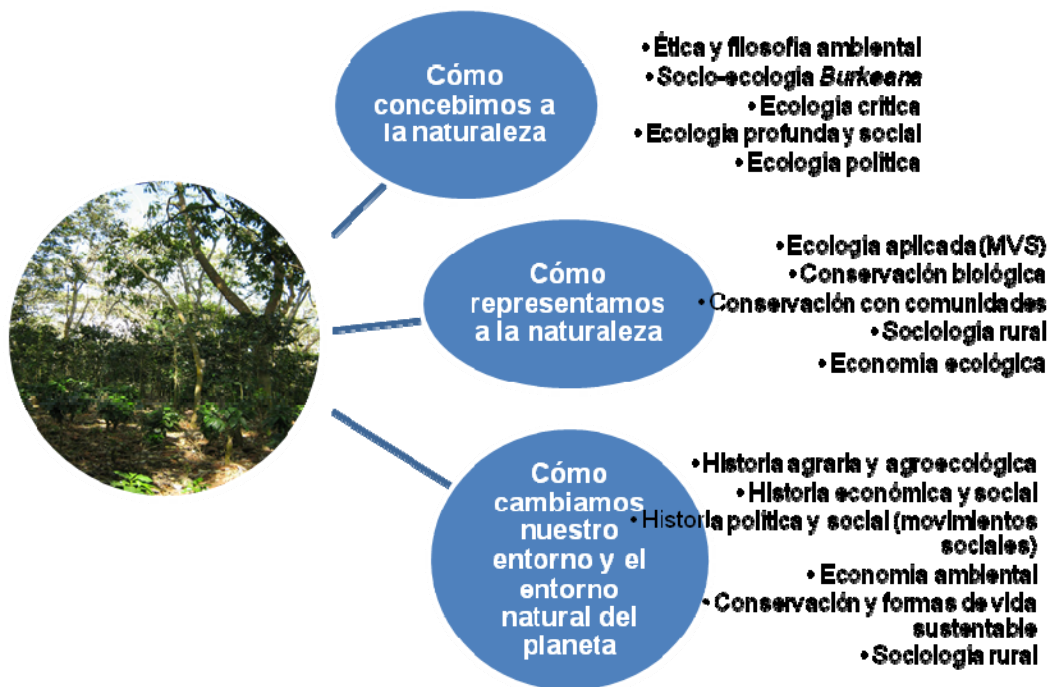 Cómo
concebimos a
la naturaleza
• Ética y filosofía ambiental
• Socio-ecología Burkeana
• Ecología crítica
• Ecología profunda y social
• Ecología política
Cómo
representamos
a la naturaleza
• Ecología aplicada (MVS)
• Conservación biológica
• Conservación con comunidades
• Sociología rural
• Economía ecológica
Cómo
cambiamos
nuestro
entorno y el
entorno
natural del
planeta
• Historia agraria y agroecológica
• Historia económica y social
• Historia política y social (movimientos
sociales)
• Economía ambiental
• Conservación y formas de vida
sustentable
• Sociología rural